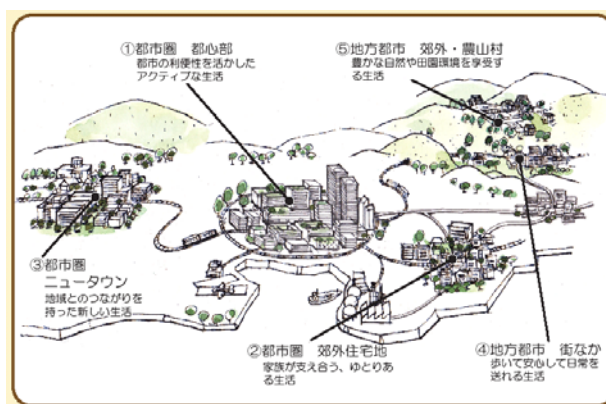 ①都市圏 都心部
都市の利便性を活かした
アクティブな生活
⑤地方都市 郊外・農山村
豊かな自然や田園環境を享受す
る生活
③都市圏
ニュータウン
地域とのつながりを
持った新しい生活
②都市圏 郊外住宅地
家族が支え合う、ゆとりあ
る生活
④地方都市 街なか
歩いて安心して日常を
送れる生活